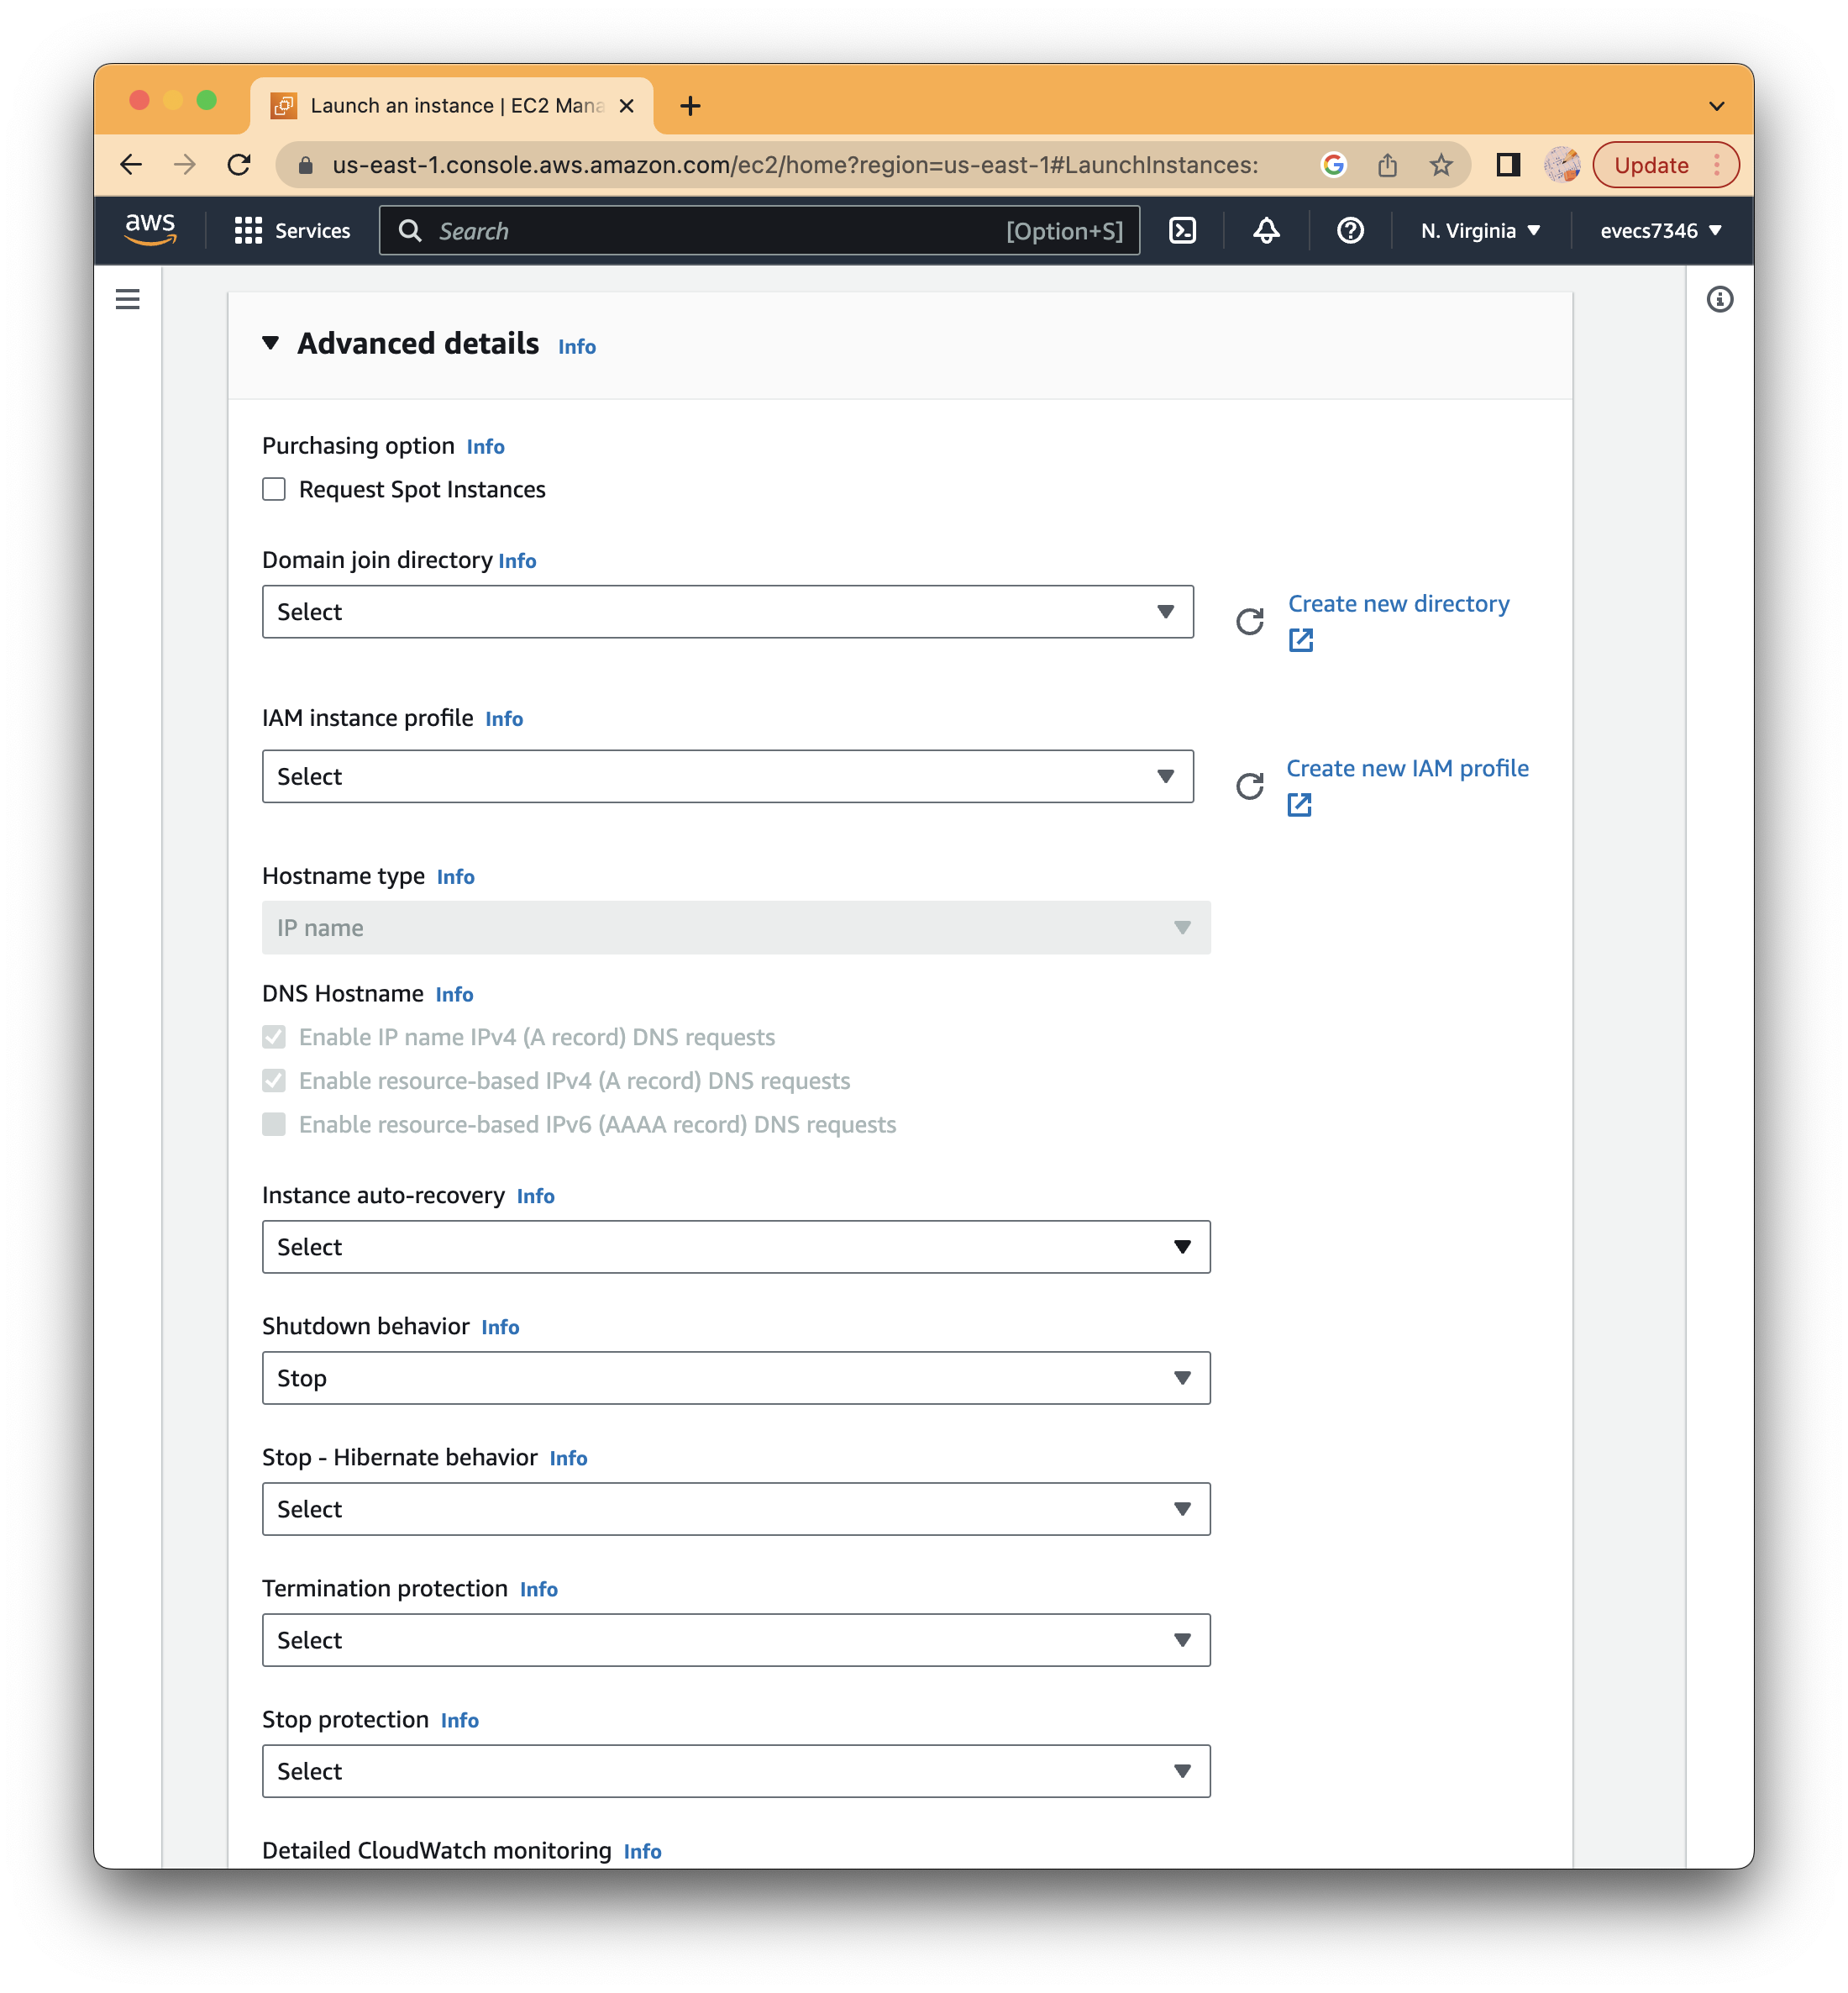 Launch an instance | EC2 Mana
us-east-1.console.aws.amazon.com/ec2/home?region=us-east-1#LaunchInstances:
Update
aws
Services
Search
[Option+S]
N. Virginia
evecs7346
Advanced details Info
Purchasing option Info
Request Spot Instances
Domain join directory Info
Select
Create new directory
IAM instance profile Info
Select
Create new IAM profile
Hostname type Info
IP name
DNS Hostname Info
Enable IP name IPv4 (A record) DNS requests
Enable resource-based IPv4 (A record) DNS requests
Enable resource-based IPv6 (AAAA record) DNS requests
Instance auto-recovery Info
Select
Shutdown behavior Info
Stop
Stop - Hibernate behavior Info
Select
Termination protection Info
Select
Stop protection Info
Select
Detailed CloudWatch monitoring Info